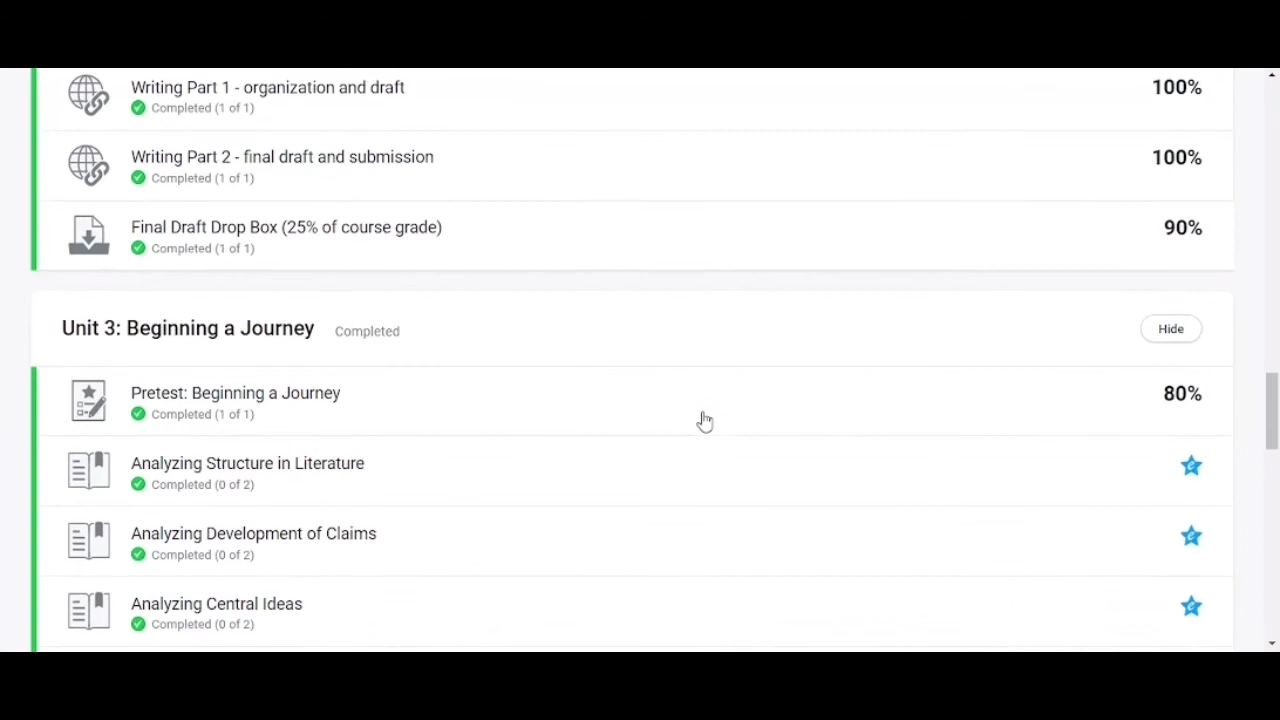 Writing Part 1 - organization and draft
100%
Completed (1 of 1)
Writing Part 2 - final draft and submission
100%
Completed (1 of 1)
Final Draft Drop Box (25% of course grade)
90%
Completed (1 of 1)
Unit 3: Beginning a Journey Completed
Hide
Pretest: Beginning a Journey
80%
Completed (1 of 1)
Analyzing Structure in Literature
Completed (0 of 2)
Analyzing Development of Claims
Completed (0 of 2)
Analyzing Central Ideas
Completed (0 of 2)